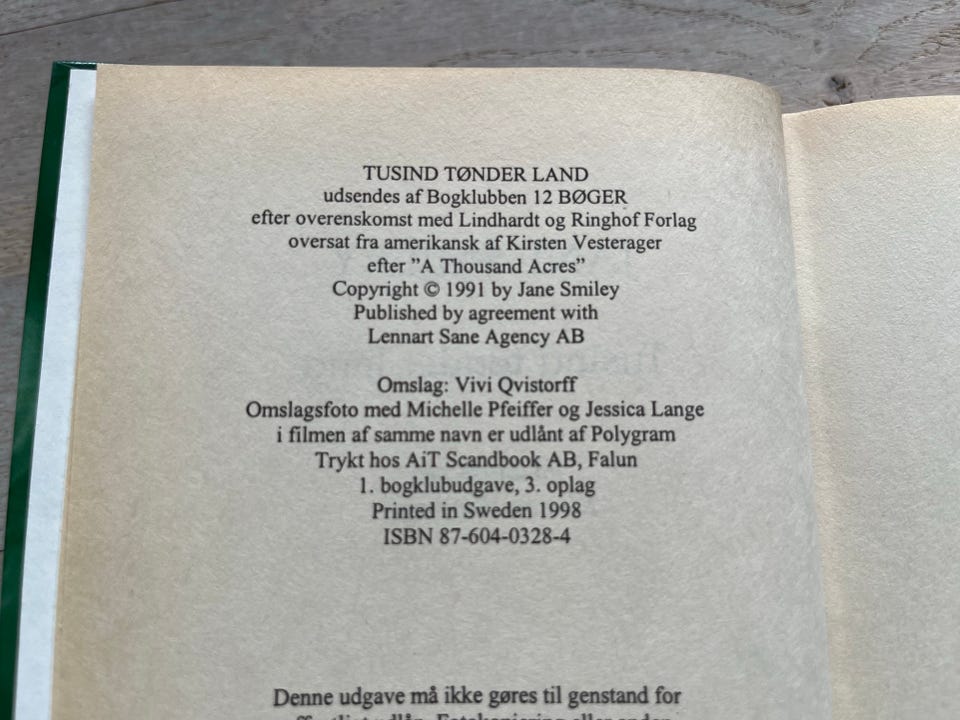 TUSIND TØNDER LAND
udsendes af Bogklubben 12 BØGER
efter overenskomst med Lindhardt og Ringhof Forlag
oversat fra amerikansk af Kirsten Vesterager
efter ”A Thousand Acres”
Copyright © 1991 by Jane Smiley
Published by agreement with
Lennart Sane Agency AB
Omslag: Vivi Qvistorff
Omslagsfoto med Michelle Pfeiffer og Jessica Lange
i filmen af samme navn er udlånt af Polygram
Trykt hos AiT Scandbook AB, Falun
1. bogklubudgave, 3. oplag
Printed in Sweden 1998
ISBN 87-604-0328-4
Denne udgave må ikke gøres til genstand for